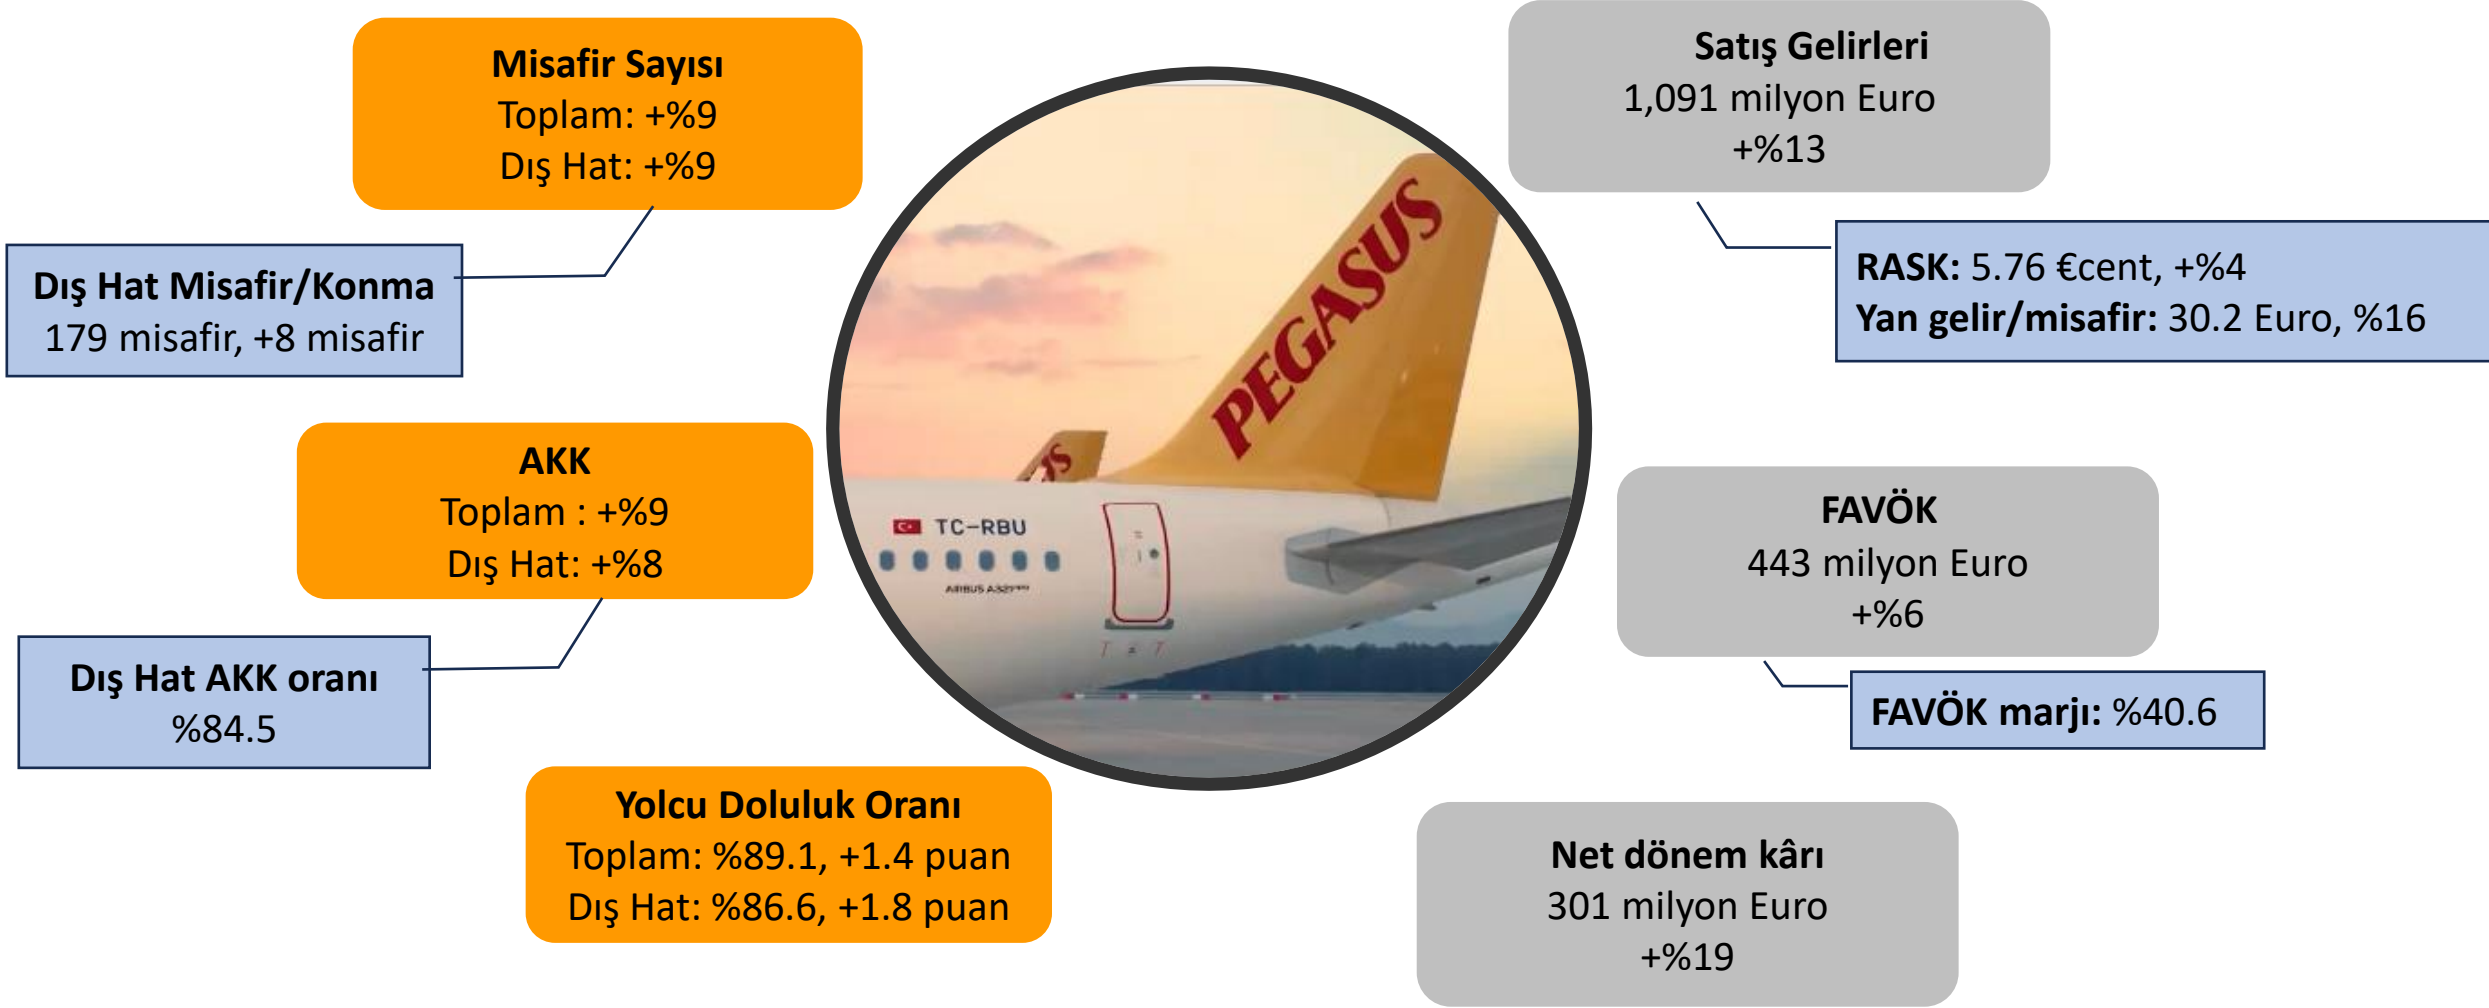 Misafir Sayısı
Toplam: +%9
Dış Hat: +%9
Dış Hat Misafir/Konma
179 misafir, +8 misafir
AKK
Toplam : +%9
Dış Hat: +%8
Dış Hat AKK oranı
%84.5
Yolcu Doluluk Oranı
Toplam: %89.1, +1.4 puan
Dış Hat: %86.6, +1.8 puan
PEGASUS
TC-RBU
Satış Gelirleri
1,091 milyon Euro
+%13
RASK: 5.76 €cent, +%4
Yan gelir/misafir: 30.2 Euro, %16
FAVÖK
443 milyon Euro
+%6
FAVÖK marjı: %40.6
Net dönem kârı
301 milyon Euro
+%19